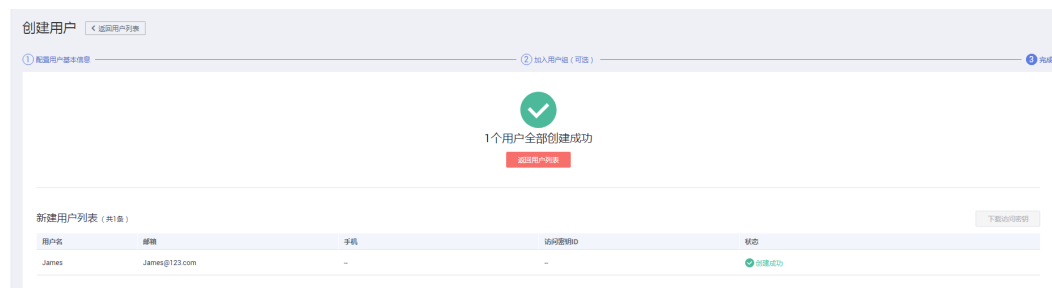 创建用户 < 返回用户列表
1 配置用户基本信息 2 加入用户组（可选） 3 完成
1个用户全部创建成功
返回用户列表
新建用户列表（共1条） 下载访问密钥
用户名 邮箱 手机 访问密钥ID 状态
James James@123.com -- -- 创建成功